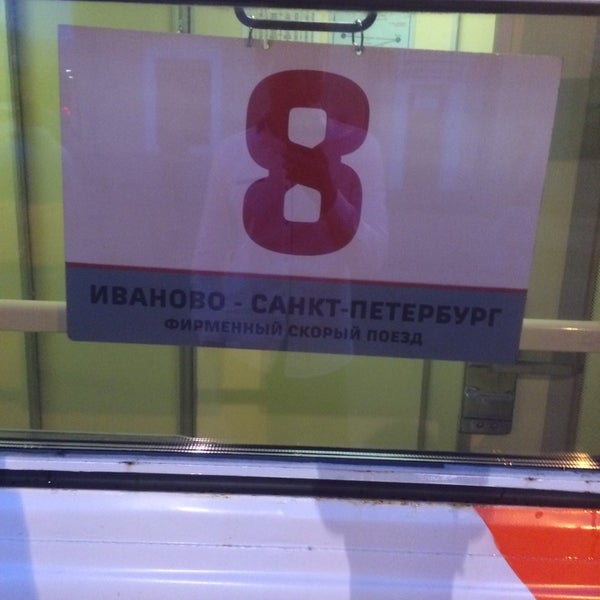 8
ИВАНОВО - САНКТ-ПЕТЕРБУРГ
ФИРМЕННЫЙ СКОРЫЙ ПОЕЗД